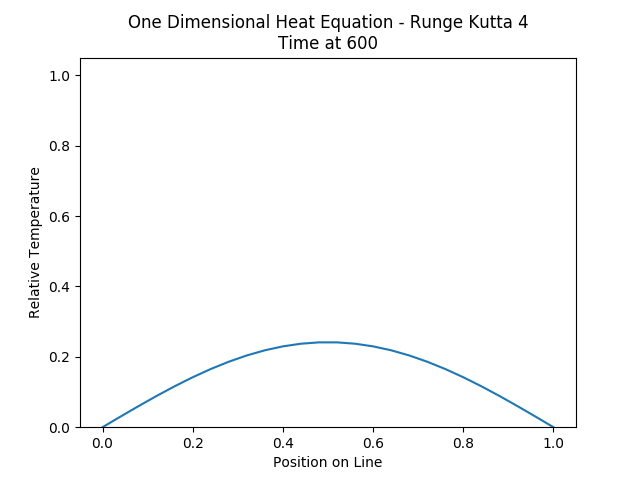 One Dimensional Heat Equation - Runge Kutta 4
Time at 600
1.0
0.8
0.6
0.4
0.2
0.0
Relative Temperature
0.0 0.2 0.4 0.6 0.8 1.0
Position on Line